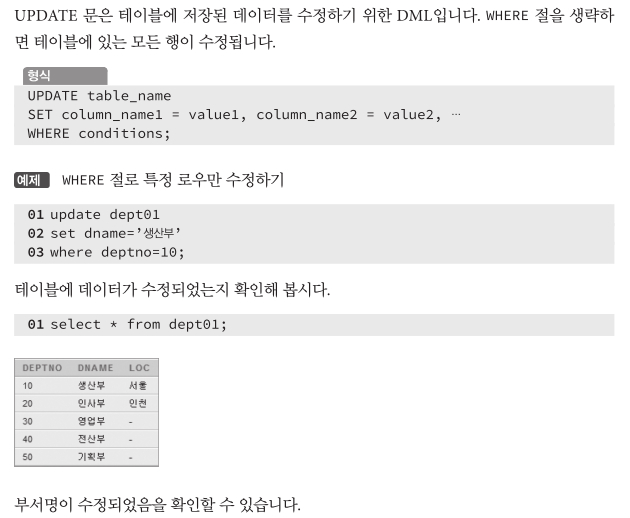 UPDATE 문은 테이블에 저장된 데이터를 수정하기 위한 DML입니다. WHERE 절을 생략하
면 테이블에 있는 모든 행이 수정됩니다.
형식
UPDATE table_name
SET column_name1 = value1, column_name2 = value2, …
WHERE conditions;
예제 WHERE 절로 특정 로우만 수정하기
01 update dept01
02 set dname=’생산부’
03 where deptno=10;
테이블에 데이터가 수정되었는지 확인해 봅시다.
01 select * from dept01;
DEPTNO DNAME LOC
10 생산부 서울
20 인사부 인천
30 영업부 -
40 전산부 -
50 기획부 -
부서명이 수정되었음을 확인할 수 있습니다.